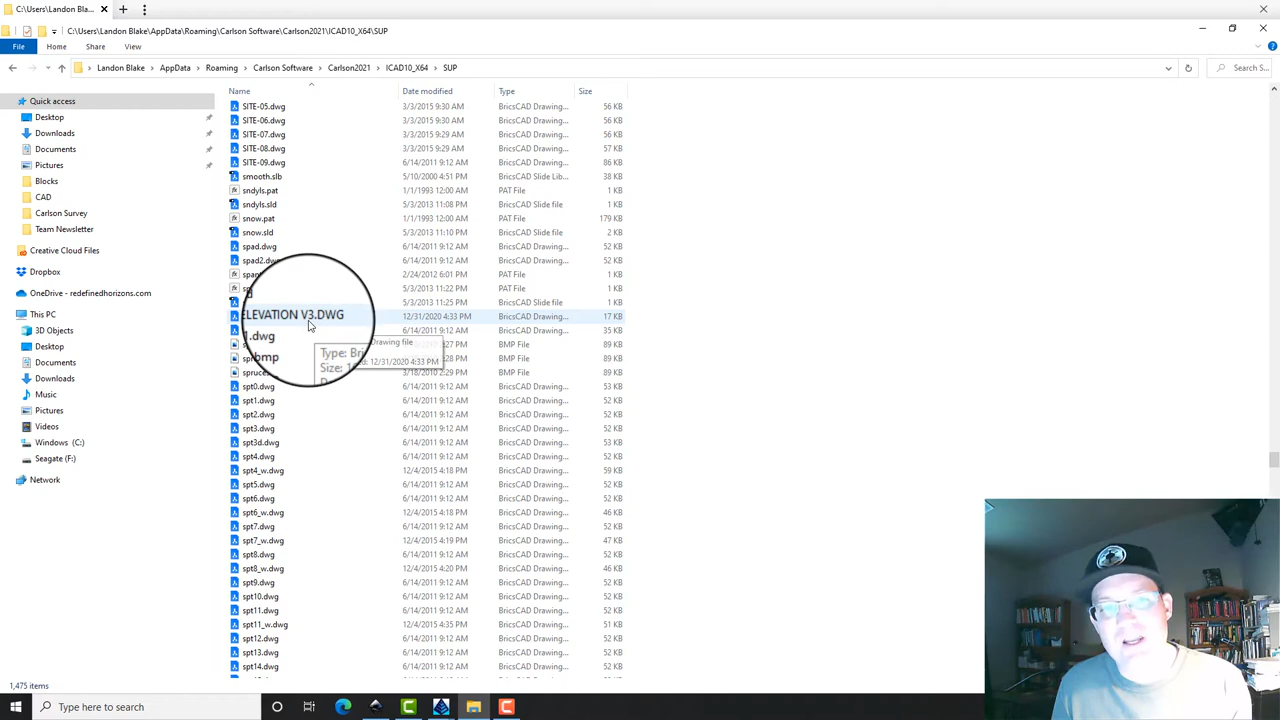 C:\Users\Landon Blake\...
C:\Users\Landon Blake\AppData\Roaming\Carlson Software\Carlson2021\ICAD10_X64\SUP
File Home Share View
Landon Blake AppData Roaming Carlson Software Carlson2021 ICAD10_X64 SUP
Search S...
Name Date modified Type Size
Quick access
Desktop
Downloads
Documents
Pictures
Blocks
CAD
Carlson Survey
Team Newsletter
Creative Cloud Files
Dropbox
OneDrive - redefinedhorizons.com
This PC
3D Objects
Desktop
Documents
Downloads
Music
Pictures
Videos
Windows (C:)
Seagate (F:)
Network
SITE-05.dwg 3/3/2015 9:30 AM BricsCAD Drawing... 56 KB
SITE-06.dwg 3/3/2015 9:30 AM BricsCAD Drawing... 56 KB
SITE-07.dwg 3/3/2015 9:29 AM BricsCAD Drawing... 56 KB
SITE-08.dwg 3/3/2015 9:29 AM BricsCAD Drawing... 57 KB
SITE-09.dwg 6/14/2011 9:12 AM BricsCAD Drawing... 86 KB
smooth.slb 5/10/2000 4:51 PM BricsCAD Slide Lib... 38 KB
sndyls.pat 1/1/1993 12:00 AM PAT File 1 KB
sndyls.sld 5/3/2013 11:08 PM BricsCAD Slide file 1 KB
snow.pat 1/1/1993 12:00 AM PAT File 179 KB
snow.sld 5/3/2013 11:10 PM BricsCAD Slide file 2 KB
spad.dwg 6/14/2011 9:12 AM BricsCAD Drawing... 52 KB
spad2.dwg 6/14/2011 9:12 AM BricsCAD Drawing... 52 KB
2/24/2012 6:01 PM PAT File 1 KB
5/3/2013 11:22 PM BricsCAD Slide file 1 KB
5/3/2013 11:25 PM BricsCAD Slide file 1 KB
ELEVATION V3.DWG 12/31/2020 4:33 PM BricsCAD Drawing... 17 KB
1.dwg 6/14/2011 9:12 AM BricsCAD Drawing... 35 KB
Drawing file
.bmp 2:27 PM BMP File 89 KB
Type: Bri
Size: 1 d: 12/31/2020 4:33 PM
3/18/2010 2:29 PM BMP File 89 KB
spt0.dwg 6/14/2011 9:12 AM BricsCAD Drawing... 52 KB
spt1.dwg 6/14/2011 9:12 AM BricsCAD Drawing... 52 KB
spt2.dwg 6/14/2011 9:12 AM BricsCAD Drawing... 52 KB
spt3.dwg 6/14/2011 9:12 AM BricsCAD Drawing... 52 KB
spt3d.dwg 6/14/2011 9:12 AM BricsCAD Drawing... 53 KB
spt4.dwg 6/14/2011 9:12 AM BricsCAD Drawing... 52 KB
spt4_w.dwg 12/4/2015 4:18 PM BricsCAD Drawing... 59 KB
spt5.dwg 6/14/2011 9:12 AM BricsCAD Drawing... 52 KB
spt6.dwg 6/14/2011 9:12 AM BricsCAD Drawing... 52 KB
spt6_w.dwg 12/4/2015 4:18 PM BricsCAD Drawing... 46 KB
spt7.dwg 6/14/2011 9:12 AM BricsCAD Drawing... 52 KB
spt7_w.dwg 12/4/2015 4:19 PM BricsCAD Drawing... 47 KB
spt8.dwg 6/14/2011 9:12 AM BricsCAD Drawing... 52 KB
spt8_w.dwg 12/4/2015 4:20 PM BricsCAD Drawing... 46 KB
spt9.dwg 6/14/2011 9:12 AM BricsCAD Drawing... 52 KB
spt10.dwg 6/14/2011 9:12 AM BricsCAD Drawing... 52 KB
spt11.dwg 6/14/2011 9:12 AM BricsCAD Drawing... 52 KB
spt11_w.dwg 12/4/2015 4:35 PM BricsCAD Drawing... 51 KB
spt12.dwg 6/14/2011 9:12 AM BricsCAD Drawing... 52 KB
spt13.dwg 6/14/2011 9:12 AM BricsCAD Drawing... 52 KB
spt14.dwg 6/14/2011 9:12 AM BricsCAD Drawing... 52 KB
1,475 items
Type here to search